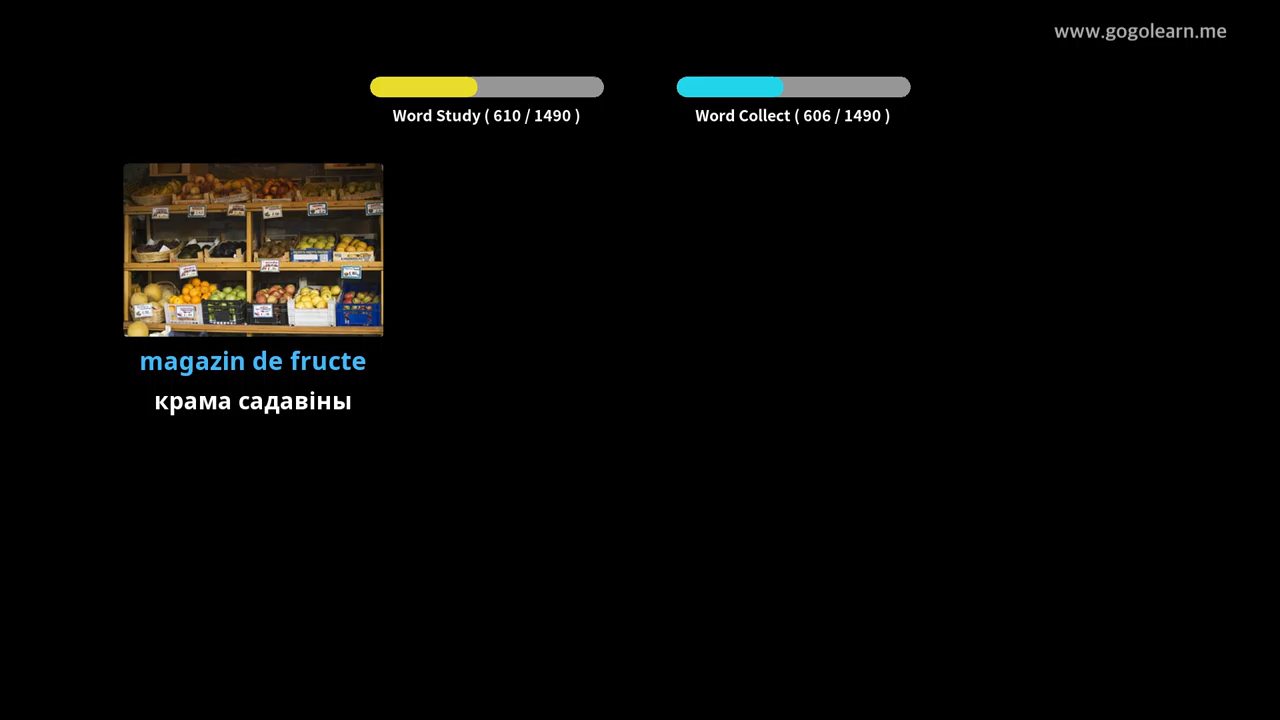 www.gogolearn.me
Word Study ( 610 / 1490 )
Word Collect ( 606 / 1490 )
magazin de fructe
крама садавіны